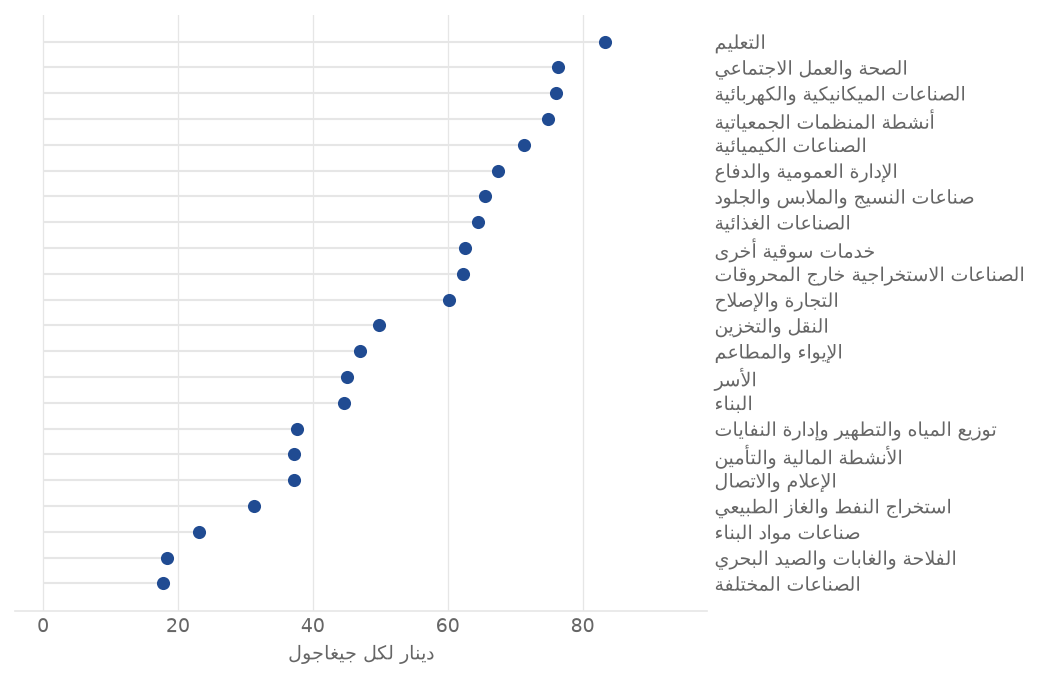 التعليم
الصحة والعمل الاجتماعي
الصناعات الميكانيكية والكهربائية
أنشطة المنظمات الجمعياتية
الصناعات الكيميائية
الإدارة العمومية والدفاع
صناعات النسيج والملابس والجلود
الصناعات الغذائية
خدمات سوقية أخرى
الصناعات الاستخراجية خارج المحروقات
التجارة والإصلاح
النقل والتخزين
الإيواء والمطاعم
الأسر
البناء
توزيع المياه والتطهير وإدارة النفايات
الأنشطة المالية والتأمين
الإعلام والاتصال
استخراج النفط والغاز الطبيعي
صناعات مواد البناء
الفلاحة والغابات والصيد البحري
الصناعات المختلفة
0 20 40 60 80
دينار لكل جيغاجول